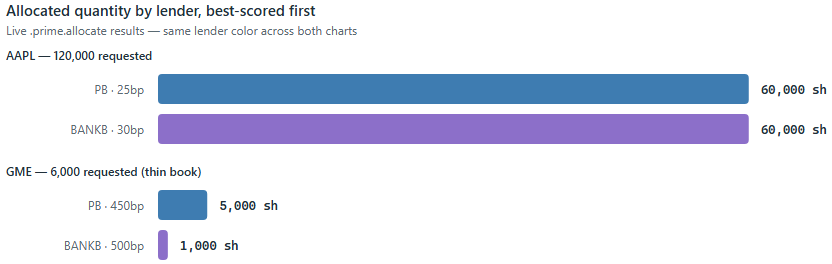 Allocated quantity by lender, best-scored first
Live .prime.allocate results — same lender color across both charts
AAPL — 120,000 requested
PB · 25bp 60,000 sh
BANKB · 30bp 60,000 sh
GME — 6,000 requested (thin book)
PB · 450bp 5,000 sh
BANKB · 500bp 1,000 sh